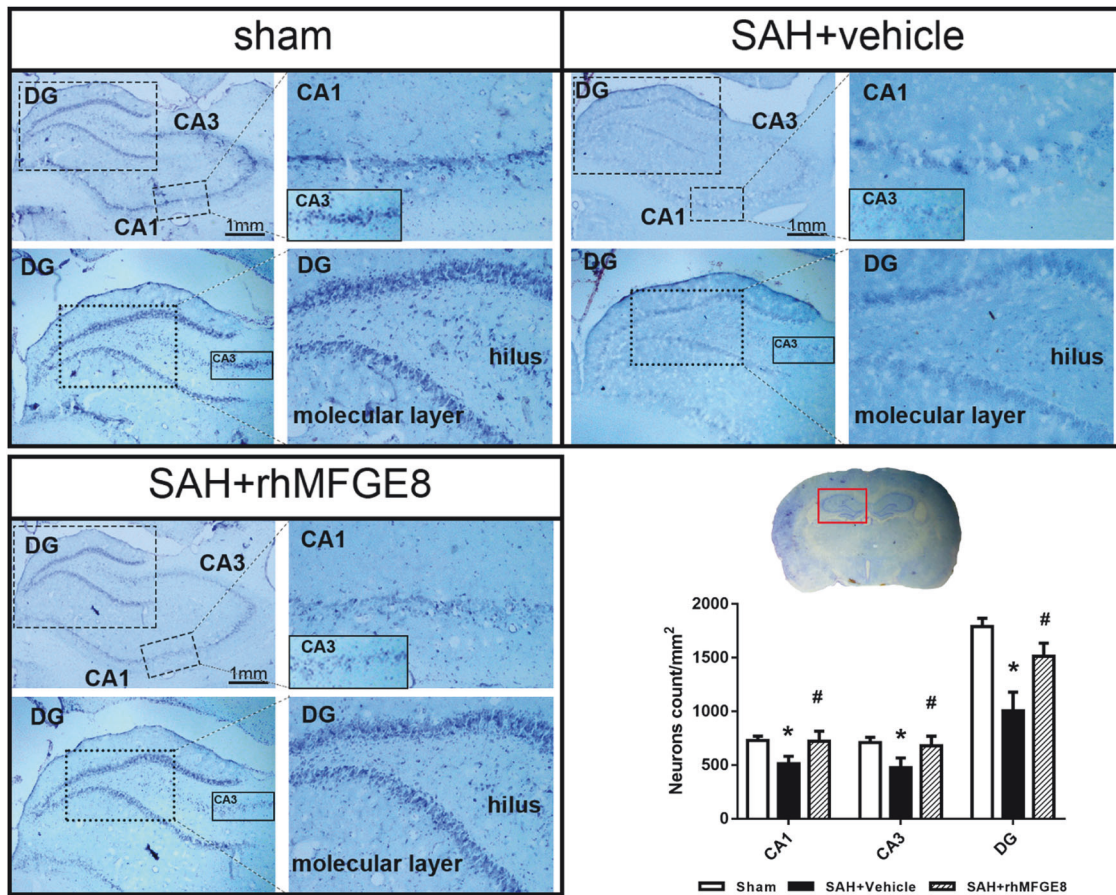 sham
DG
CA3
CA1
1mm
CA1
CA3
DG
CA3
DG
hilus
molecular layer
SAH+vehicle
DG
CA3
CA1
1mm
CA1
CA3
DG
CA3
DG
hilus
molecular layer
SAH+rhMFGE8
DG
CA3
CA1
1mm
CA1
CA3
DG
CA3
DG
hilus
molecular layer
Neurons count/mm²
2000
1500
1000
500
0
* #
* #
* #
CA1 CA3 DG
Sham SAH+Vehicle SAH+rhMFGE8